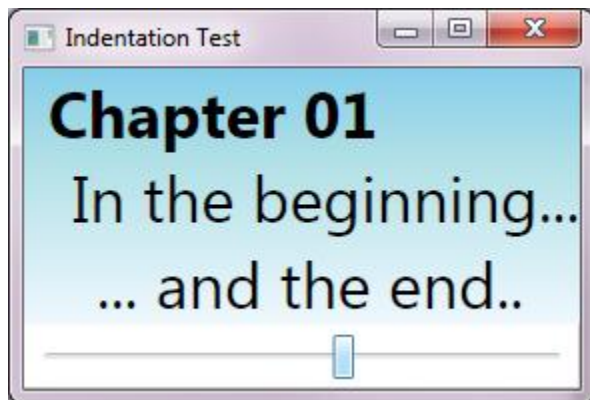 Indentation Test
Chapter 01
In the beginning...
... and the end..